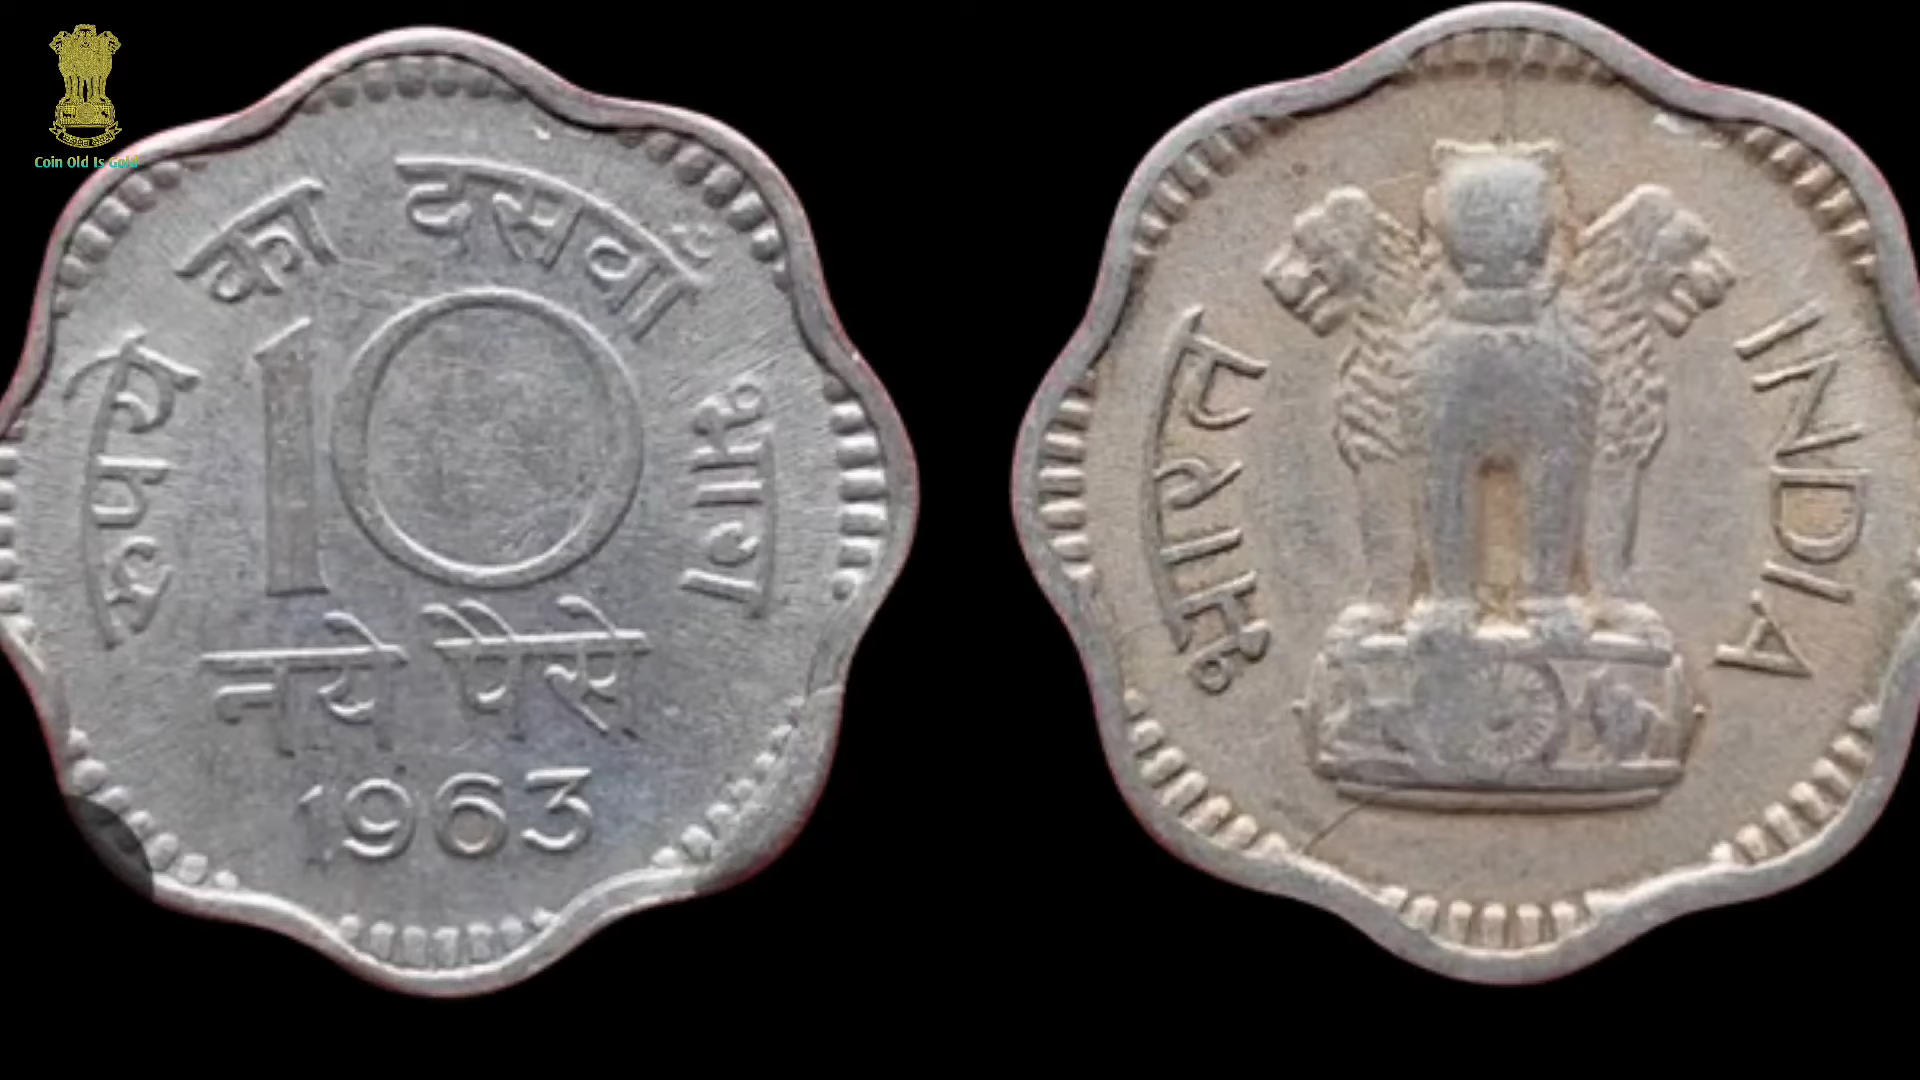 Coin Old Is Gold
रुपये का दसवाँ भाग
10
नये पैसे
1963
भारत
INDIA